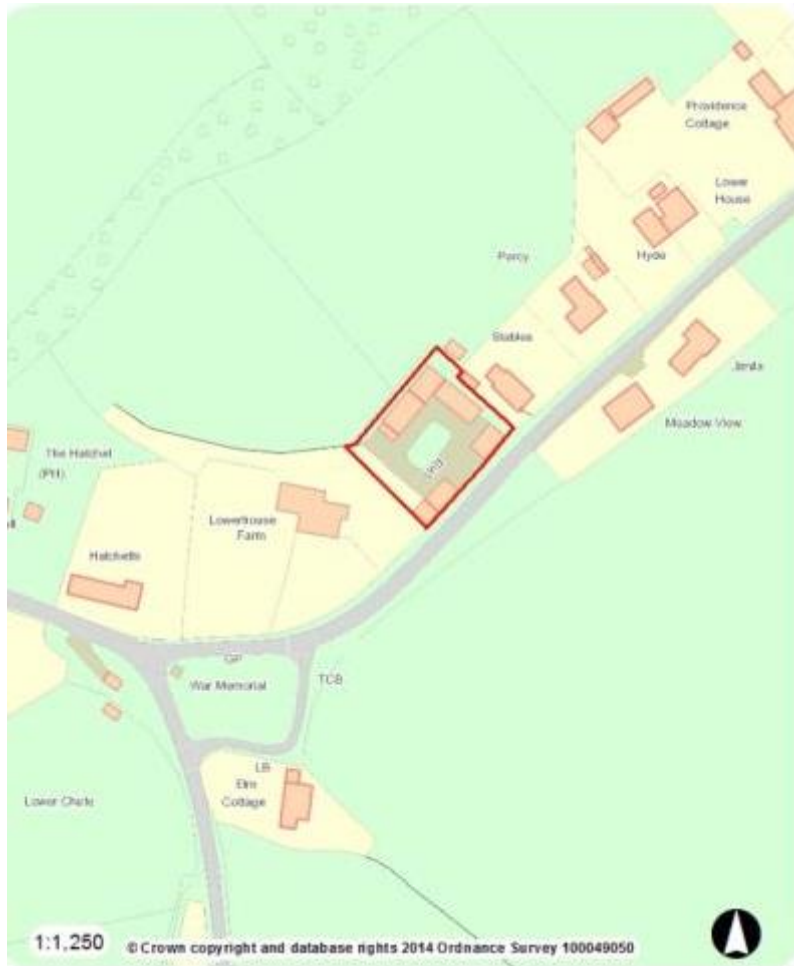 Providence
Cottage
Lower
House
Hyde
Parcy
Stables
Meadow View
The Hatchet
(PH)
Lowerhouse
Farm
Hatchetts
GP
War Memorial
TCB
LB
Elm
Cottage
Lower Chute
1:1,250
© Crown copyright and database rights 2014 Ordnance Survey 100049050